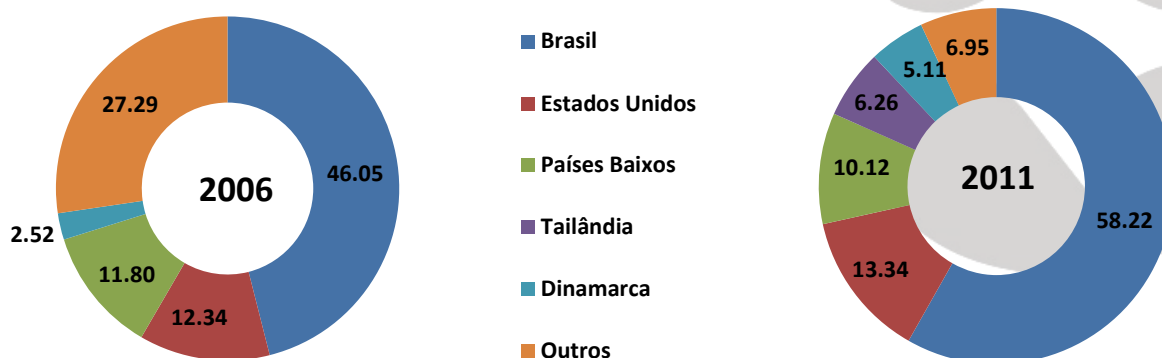 27.29
46.05
2006
2.52
11.80
12.34
Brasil
Estados Unidos
Países Baixos
Tailândia
Dinamarca
Outros
6.95
5.11
6.26
10.12
2011
58.22
13.34